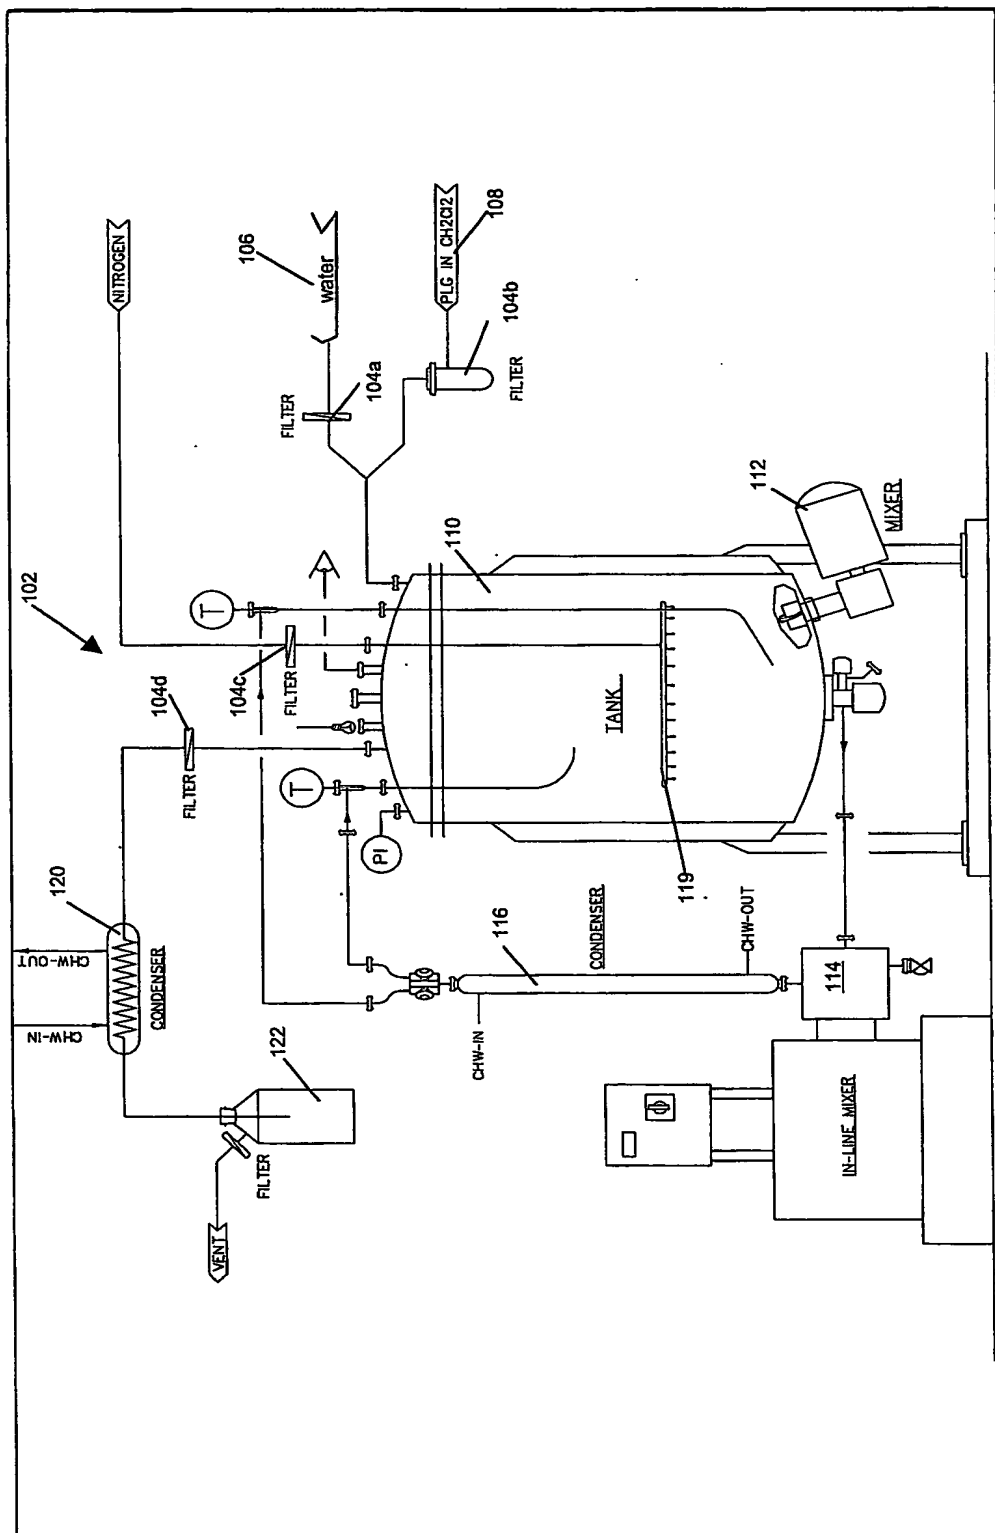 NITROGEN
106
water
PLG IN CH2Cl2
108
104b
FILTER
104a
FILTER
102
T
104c
FILTER
104d
FILTER
T
PI
110
112
MIXER
TANK
119
120
CHW-OUT
CHW-IN
CONDENSER
116
CONDENSER
CHW-OUT
CHW-IN
114
IN-LINE MIXER
122
FILTER
VENT